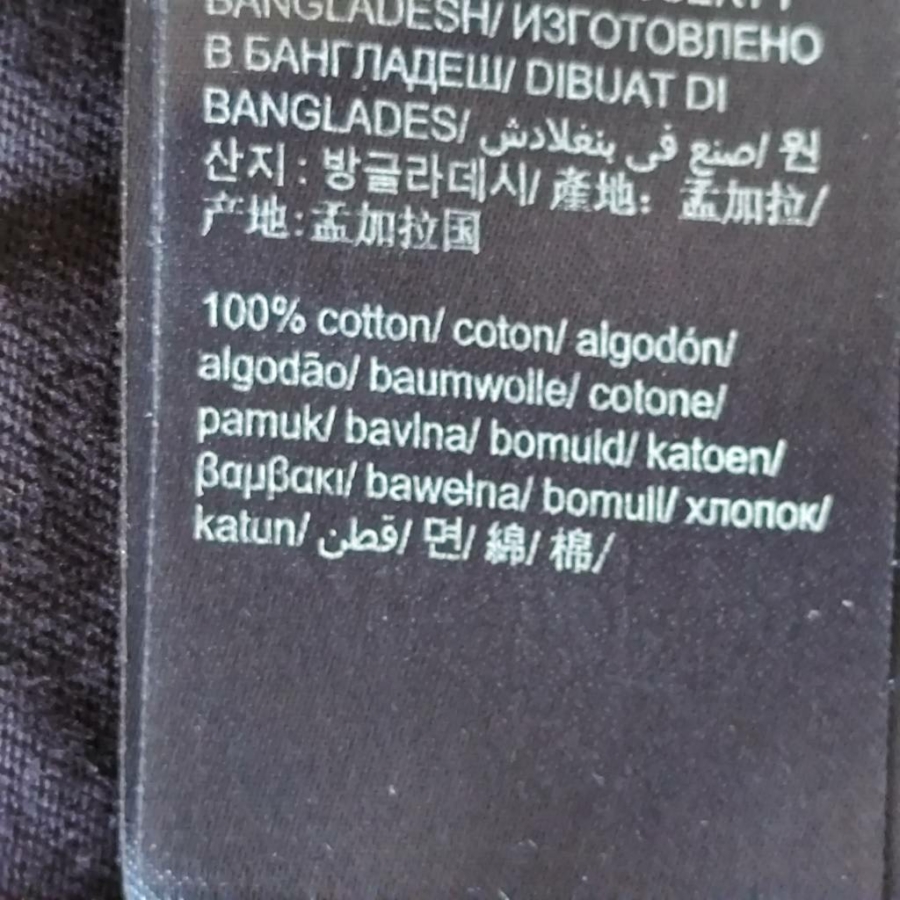 BANGLADESH/ ИЗГОТОВЛЕНО
В БАНГЛАДЕШ/ DIBUAT DI
BANGLADES/ صنع في بنغلادش/ 원
산지 : 방글라데시/ 產地： 孟加拉/
产地:孟加拉国
100% cotton/ coton/ algodón/
algodão/ baumwolle/ cotone/
pamuk/ bavlna/ bomuld/ katoen/
βαμβακι/ bawełna/ bomull/ хлопок/
katun/ قطن/ 면/ 綿/ 棉/